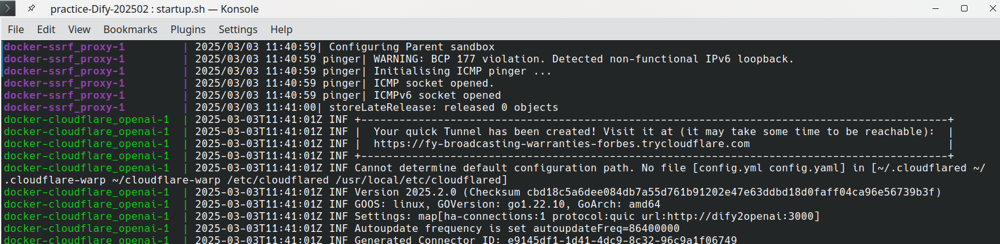 practice-Dify-202502 : startup.sh — Konsole
File Edit View Bookmarks Plugins Settings Help
docker-ssrf_proxy-1 | 2025/03/03 11:40:59| Configuring Parent sandbox
docker-ssrf_proxy-1 | 2025/03/03 11:40:59 pinger| WARNING: BCP 177 violation. Detected non-functional IPv6 loopback.
docker-ssrf_proxy-1 | 2025/03/03 11:40:59 pinger| Initialising ICMP pinger ...
docker-ssrf_proxy-1 | 2025/03/03 11:40:59 pinger| ICMP socket opened.
docker-ssrf_proxy-1 | 2025/03/03 11:40:59 pinger| ICMPv6 socket opened
docker-ssrf_proxy-1 | 2025/03/03 11:41:00| storeLateRelease: released 0 objects
docker-cloudflare_openai-1 | 2025-03-03T11:41:01Z INF +--------------------------------------------------------------------------------------------+
docker-cloudflare_openai-1 | 2025-03-03T11:41:01Z INF | Your quick Tunnel has been created! Visit it at (it may take some time to be reachable): |
docker-cloudflare_openai-1 | 2025-03-03T11:41:01Z INF | https://fy-broadcasting-warranties-forbes.trycloudflare.com |
docker-cloudflare_openai-1 | 2025-03-03T11:41:01Z INF +--------------------------------------------------------------------------------------------+
docker-cloudflare_openai-1 | 2025-03-03T11:41:01Z INF Cannot determine default configuration path. No file [config.yml config.yaml] in [~/.cloudflared ~/
.cloudflare-warp ~/cloudflare-warp /etc/cloudflared /usr/local/etc/cloudflared]
docker-cloudflare_openai-1 | 2025-03-03T11:41:01Z INF Version 2025.2.0 (Checksum cbd18c5a6dee084db7a55d761b91202e47e63ddbd18d0faff04ca96e56739b3f)
docker-cloudflare_openai-1 | 2025-03-03T11:41:01Z INF GOOS: linux, GOVersion: go1.22.10, GoArch: amd64
docker-cloudflare_openai-1 | 2025-03-03T11:41:01Z INF Settings: map[ha-connections:1 protocol:quic url:http://dify2openai:3000]
docker-cloudflare_openai-1 | 2025-03-03T11:41:01Z INF Autoupdate frequency is set autoupdateFreq=86400000
docker-cloudflare_openai-1 | 2025-03-03T11:41:01Z INF Generated Connector ID: e9145df1-1d41-4dc9-8c32-96c9a1f06749